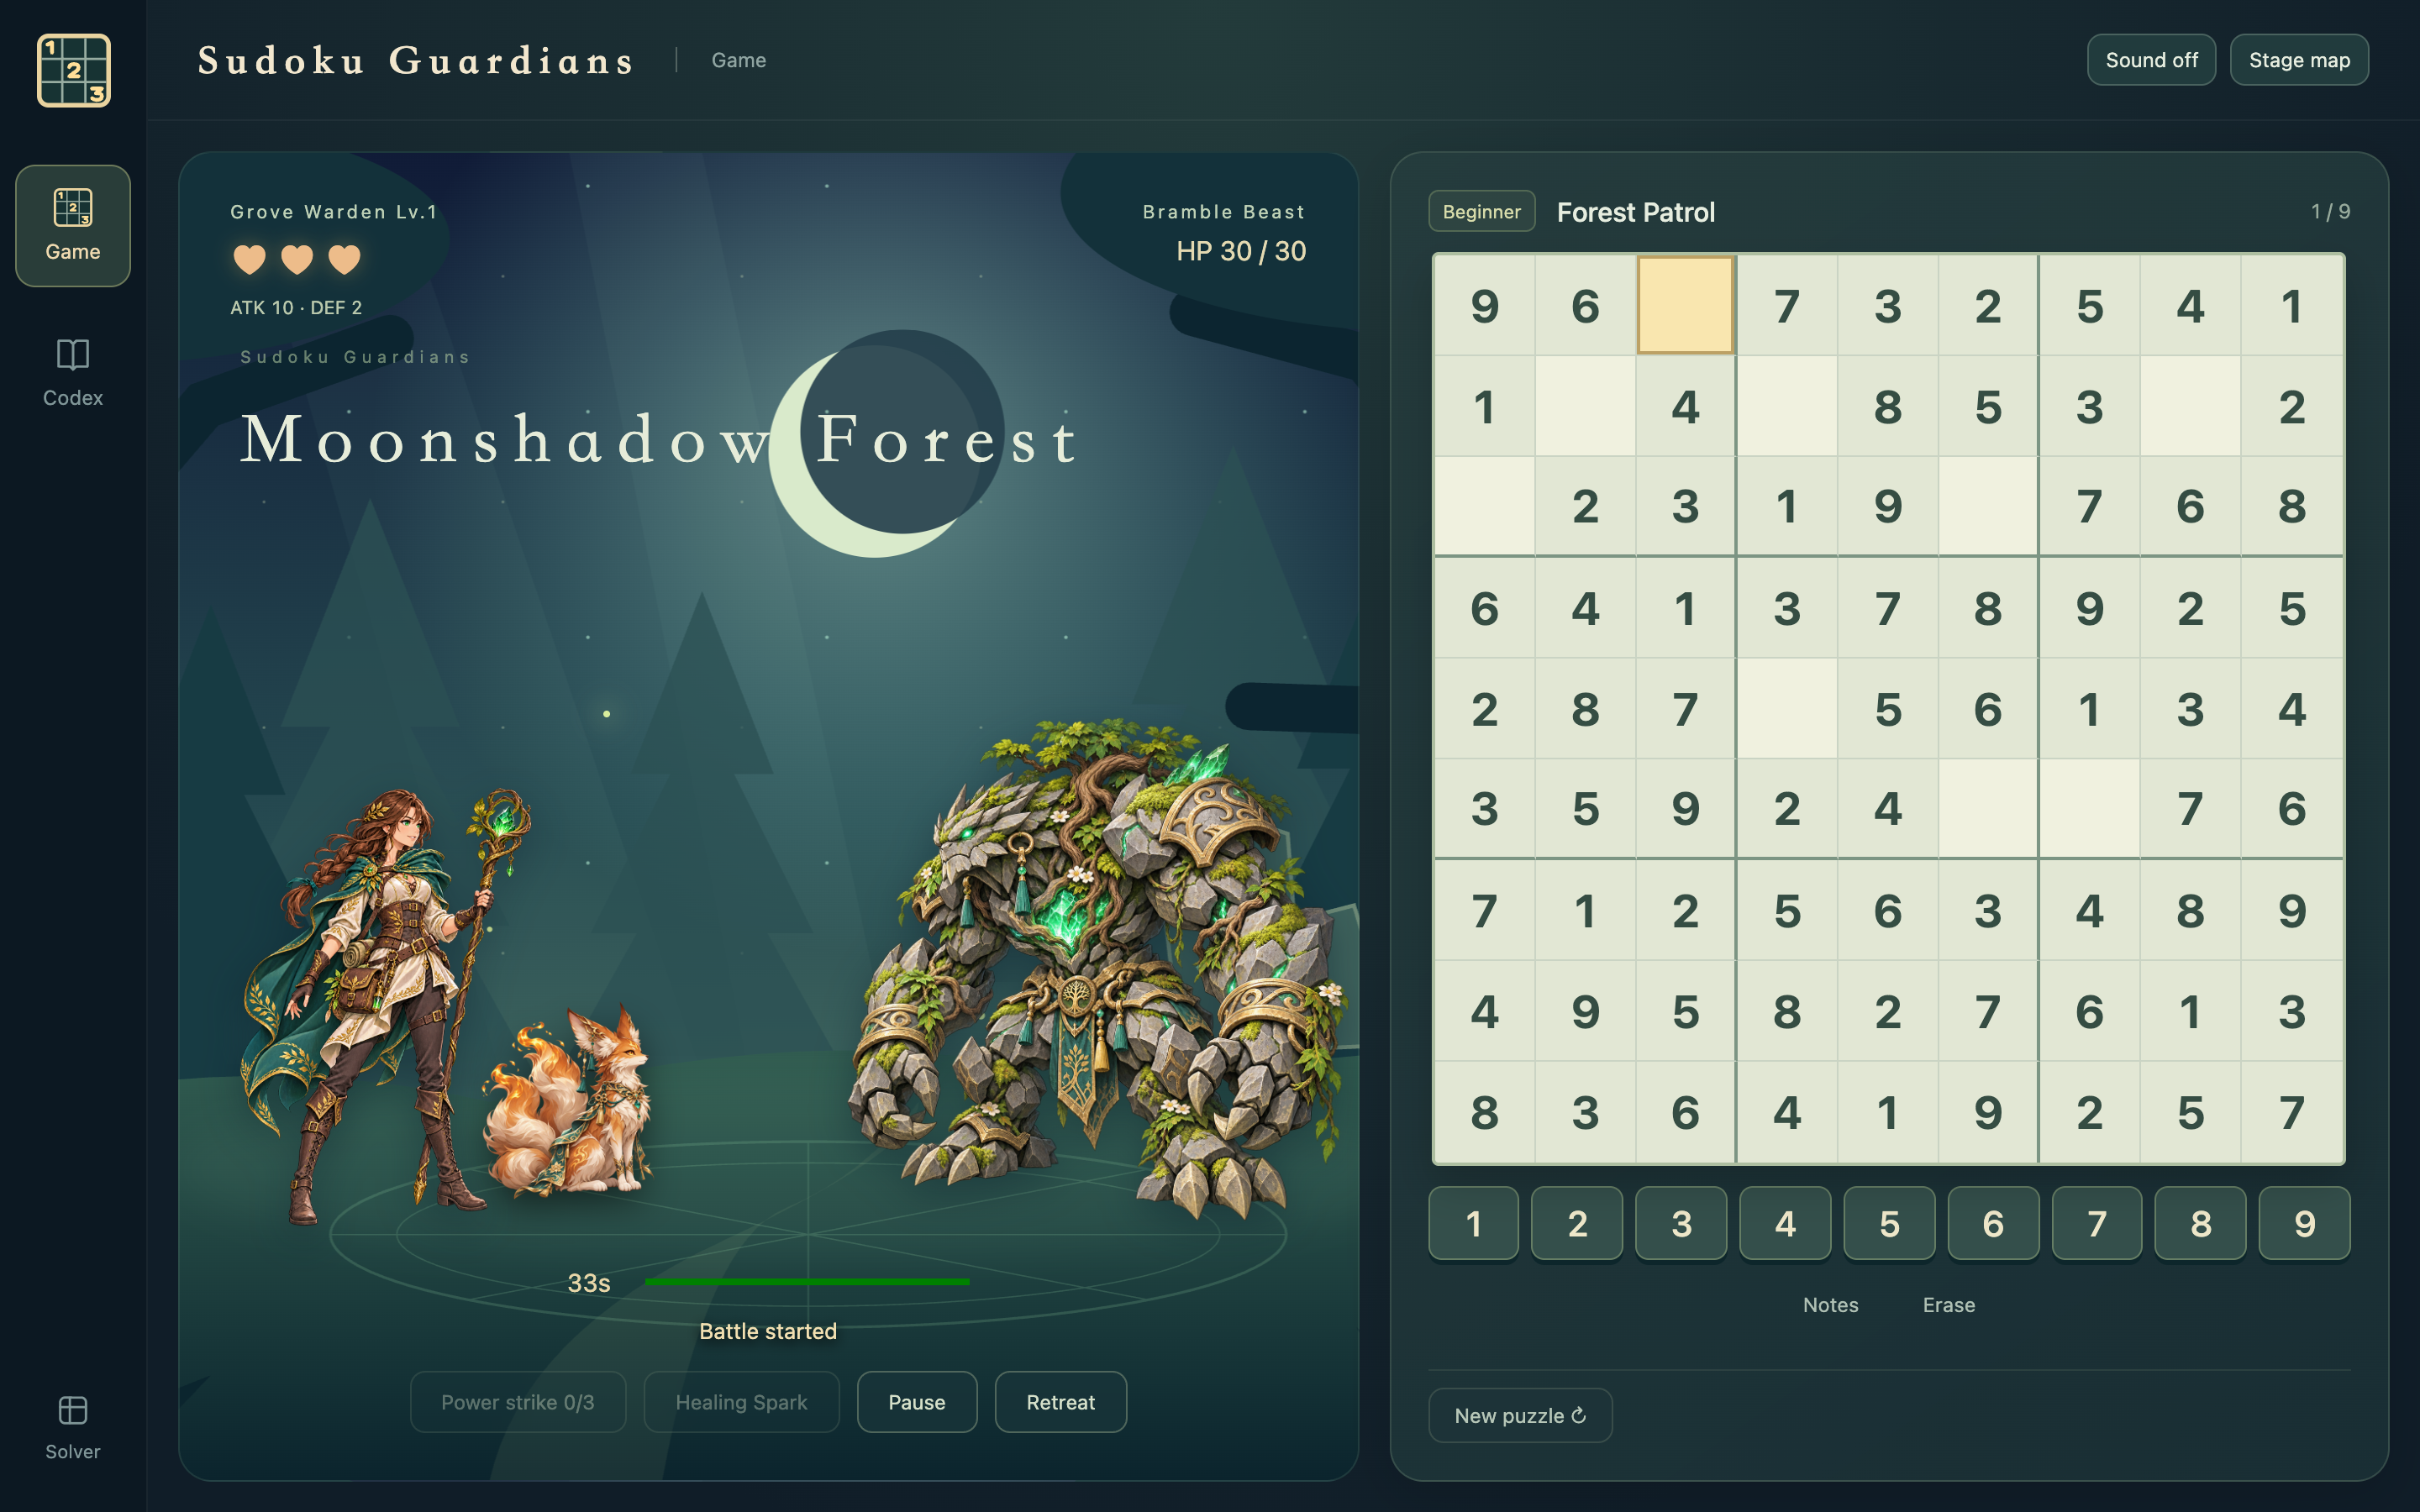 1
2
3
Sudoku Guardians
Game
Sound off
Stage map
1
2
3
Game
Codex
Solver
Grove Warden Lv.1
ATK 10 · DEF 2
Bramble Beast
HP 30 / 30
Sudoku Guardians
Moonshadow Forest
33s
Battle started
Power strike 0/3
Healing Spark
Pause
Retreat
Beginner
Forest Patrol
1 / 9
9 6 7 3 2 5 4 1
1 4 8 5 3 2
2 3 1 9 7 6 8
6 4 1 3 7 8 9 2 5
2 8 7 5 6 1 3 4
3 5 9 2 4 7 6
7 1 2 5 6 3 4 8 9
4 9 5 8 2 7 6 1 3
8 3 6 4 1 9 2 5 7
1 2 3 4 5 6 7 8 9
Notes
Erase
New puzzle ↻